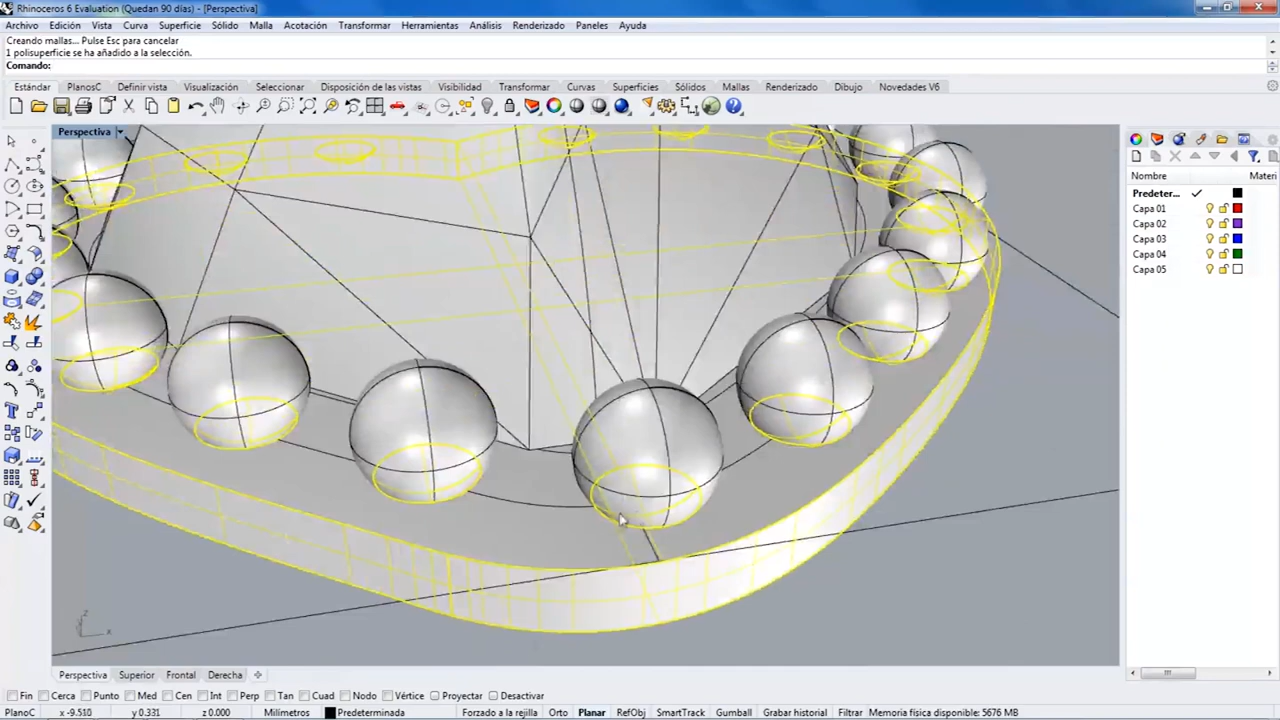 Rhinoceros 6 Evaluation (Quedan 90 días) - [Perspectiva]
Archivo Edición Vista Curva Superficie Sólido Malla Acotación Transformar Herramientas Análisis Renderizado Paneles Ayuda
Creando mallas... Pulse Esc para cancelar
1 polisuperficie se ha añadido a la selección.
Comando:
Estándar PlanosC Definir vista Visualización Seleccionar Disposición de las vistas Visibilidad Transformar Curvas Superficies Sólidos Mallas Renderizado Dibujo Novedades V6
Perspectiva
Nombre Materi
Predeter...
Capa 01
Capa 02
Capa 03
Capa 04
Capa 05
z
y
x
Perspectiva Superior Frontal Derecha
Fin Cerca Punto Med Cen Int Perp Tan Cuad Nodo Vértice Proyectar Desactivar
PlanoC x -9.510 y 0.331 z 0.000 Milímetros Predeterminada Forzado a la rejilla Orto Planar RefObj SmartTrack Gumball Grabar historial Filtrar Memoria física disponible: 5676 MB